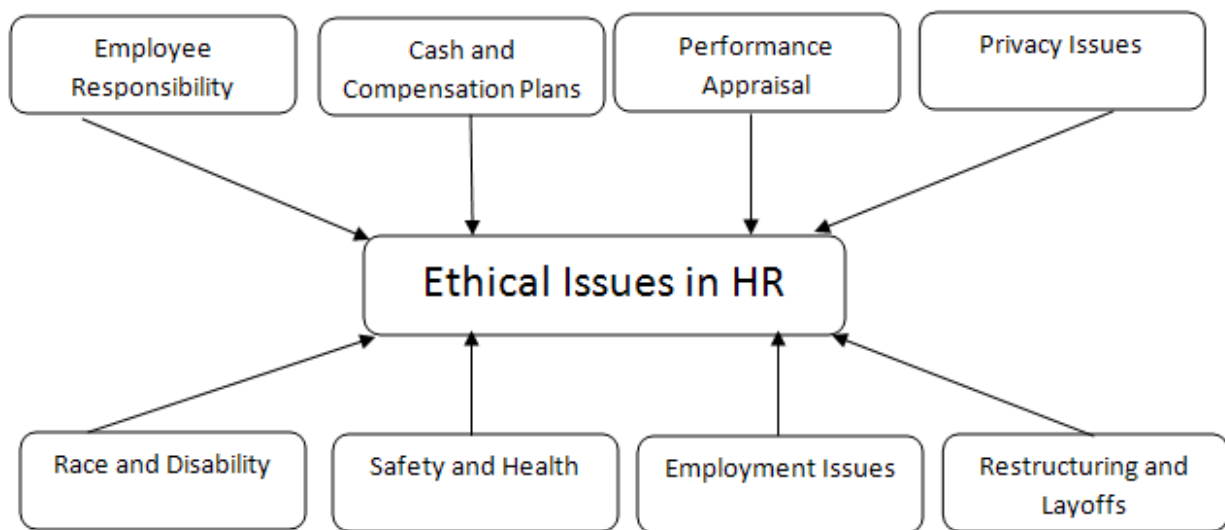 Employee
Responsibility
Cash and
Compensation Plans
Performance
Appraisal
Privacy Issues
Ethical Issues in HR
Race and Disability
Safety and Health
Employment Issues
Restructuring and
Layoffs